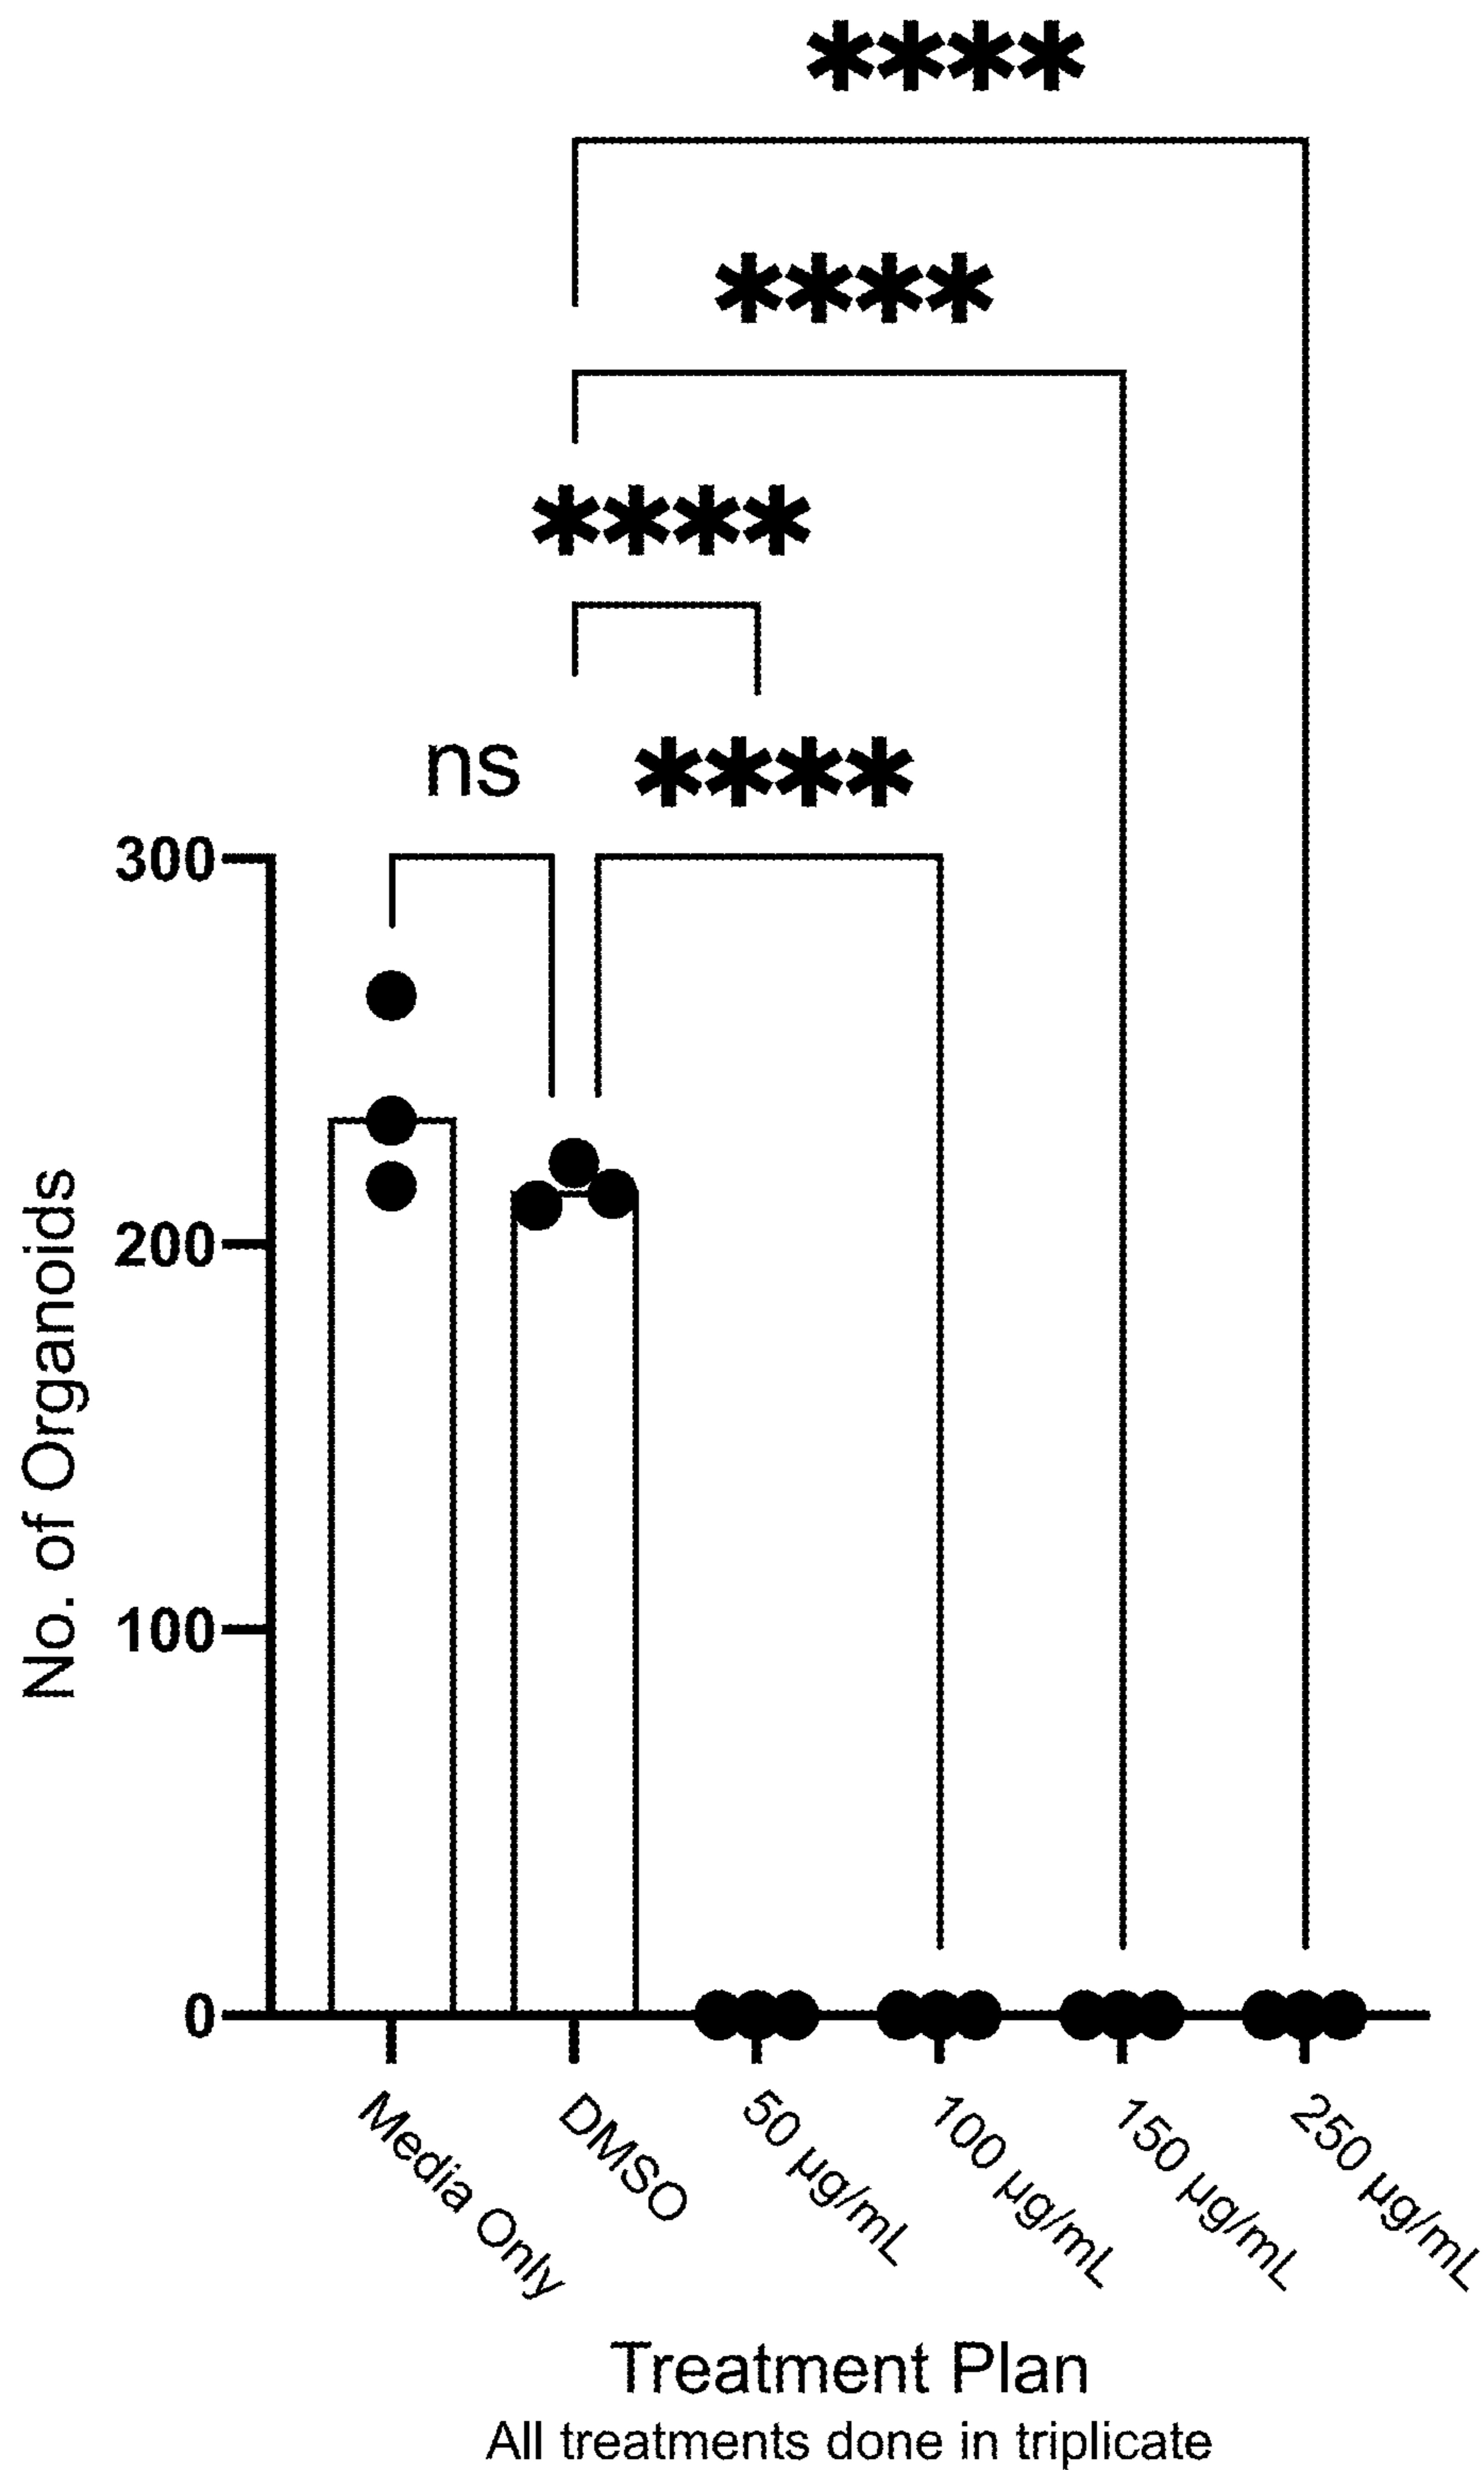 ****
****
****
ns
****
300
200
100
0
No. of Organoids
Media Only
DMSO
50 µg/mL
100 µg/mL
150 µg/mL
250 µg/mL
Treatment Plan
All treatments done in triplicate